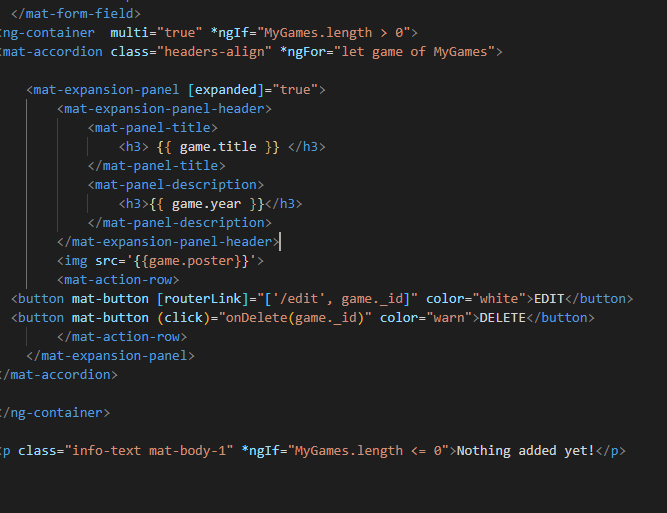 </mat-form-field>
ng-container  multi="true" *ngIf="MyGames.length > 0">
mat-accordion class="headers-align" *ngFor="let game of MyGames">
<mat-expansion-panel [expanded]="true">
<mat-expansion-panel-header>
<mat-panel-title>
<h3> {{ game.title }} </h3>
</mat-panel-title>
<mat-panel-description>
<h3>{{ game.year }}</h3>
</mat-panel-description>
</mat-expansion-panel-header>
<img src='{{game.poster}}'>
<mat-action-row>
<button mat-button [routerLink]="['/edit', game._id]" color="white">EDIT</button>
<button mat-button (click)="onDelete(game._id)" color="warn">DELETE</button>
</mat-action-row>
</mat-expansion-panel>
/mat-accordion>
/ng-container>
p class="info-text mat-body-1" *ngIf="MyGames.length <= 0">Nothing added yet!</p>